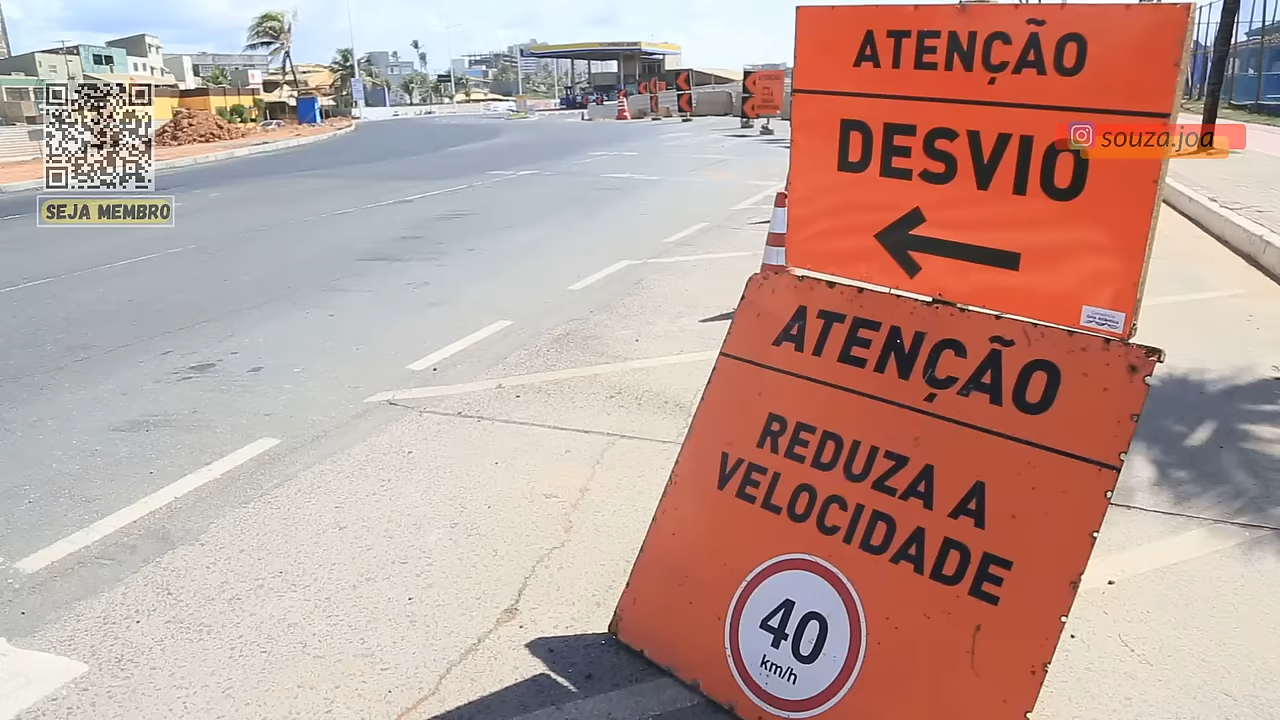 ATENÇÃO
DESVIO
souza.joa
SEJA MEMBRO
ATENÇÃO
REDUZA A
VELOCIDADE
40
km/h